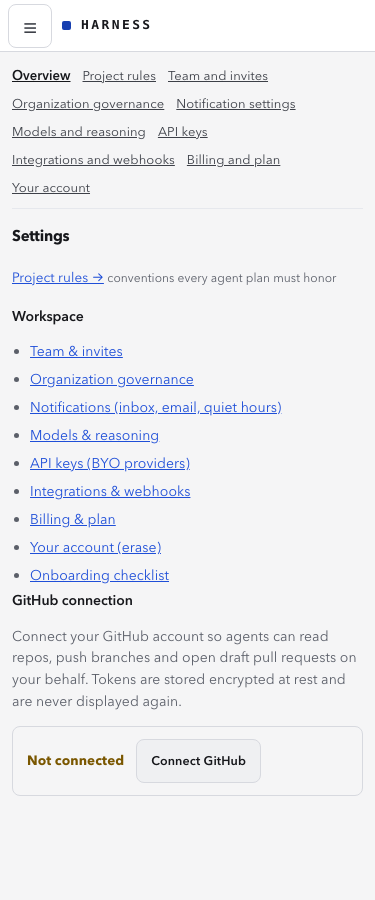 HARNESS
Overview Project rules Team and invites
Organization governance Notification settings
Models and reasoning API keys
Integrations and webhooks Billing and plan
Your account
Settings
Project rules → conventions every agent plan must honor
Workspace
Team & invites
Organization governance
Notifications (inbox, email, quiet hours)
Models & reasoning
API keys (BYO providers)
Integrations & webhooks
Billing & plan
Your account (erase)
Onboarding checklist
GitHub connection
Connect your GitHub account so agents can read
repos, push branches and open draft pull requests on
your behalf. Tokens are stored encrypted at rest and
are never displayed again.
Not connected Connect GitHub